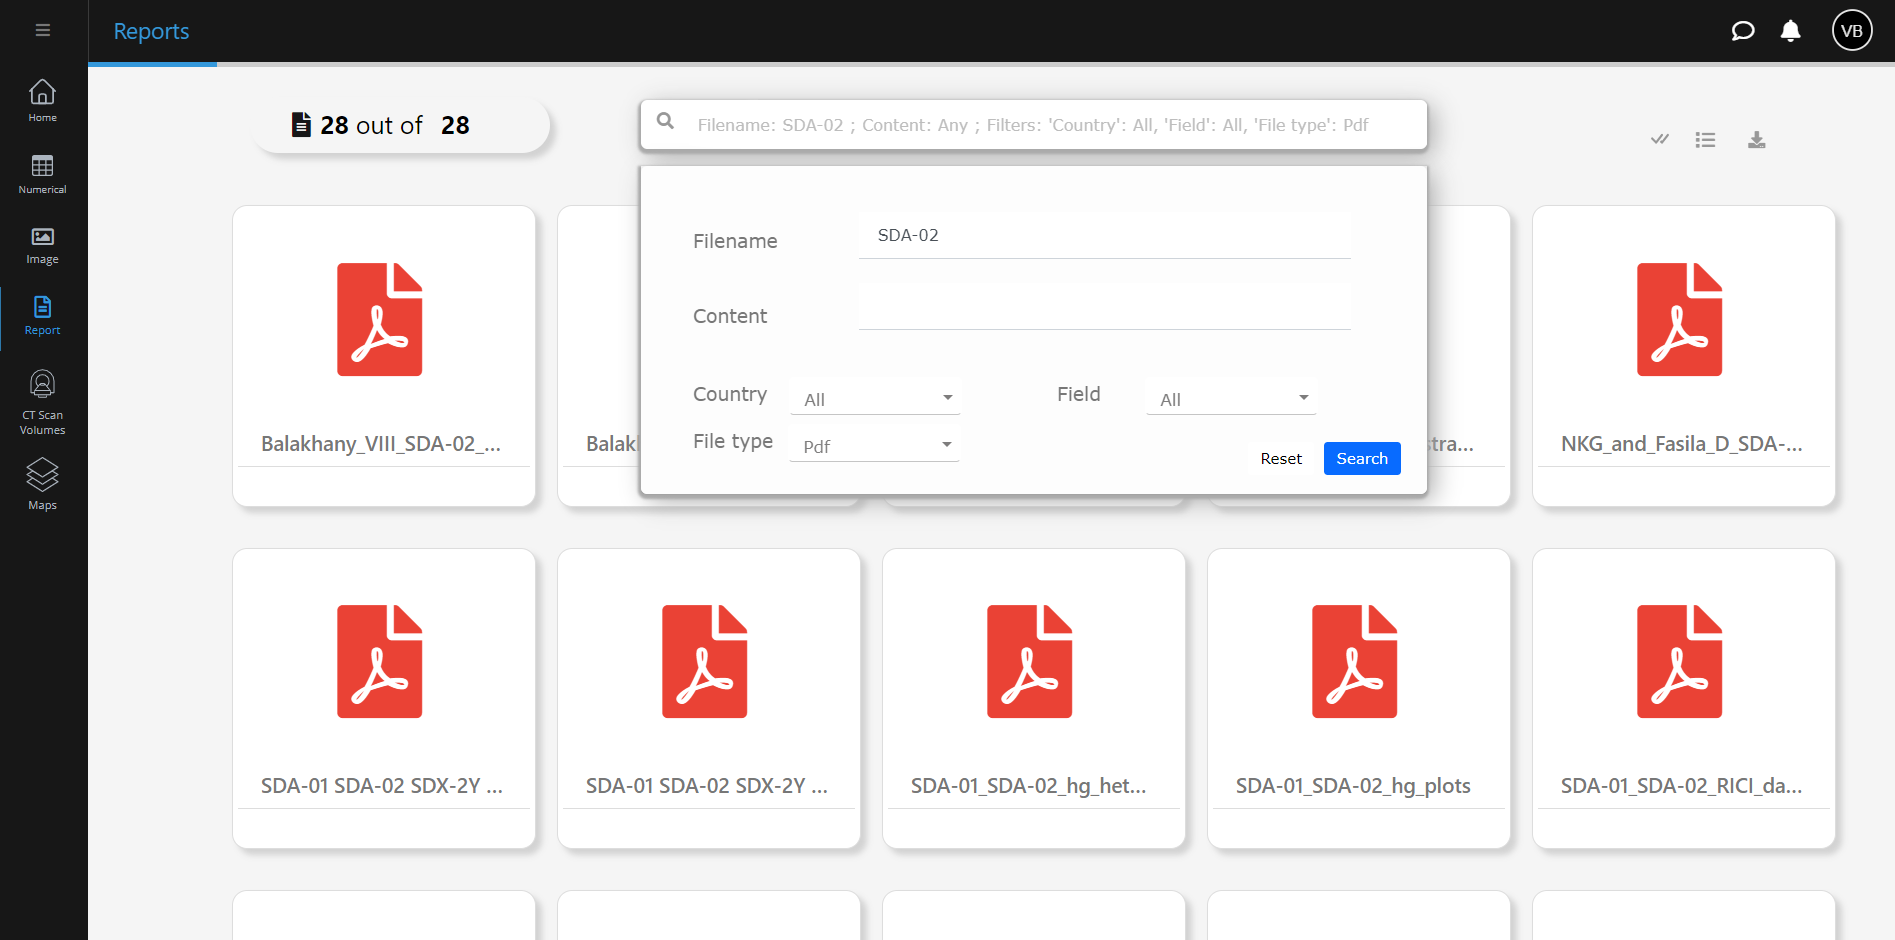 Reports
VB
Home
Numerical
Image
Report
CT Scan
Volumes
Maps
28 out of 28
Filename: SDA-02 ; Content: Any ; Filters: 'Country': All, 'Field': All, 'File type': Pdf
Filename
SDA-02
Content
Country
All
Field
All
File type
Pdf
Reset
Search
Balakhany_VIII_SDA-02_...
Balak
stra...
NKG_and_Fasila_D_SDA-...
SDA-01 SDA-02 SDX-2Y ...
SDA-01 SDA-02 SDX-2Y ...
SDA-01_SDA-02_hg_het...
SDA-01_SDA-02_hg_plots
SDA-01_SDA-02_RICI_da...